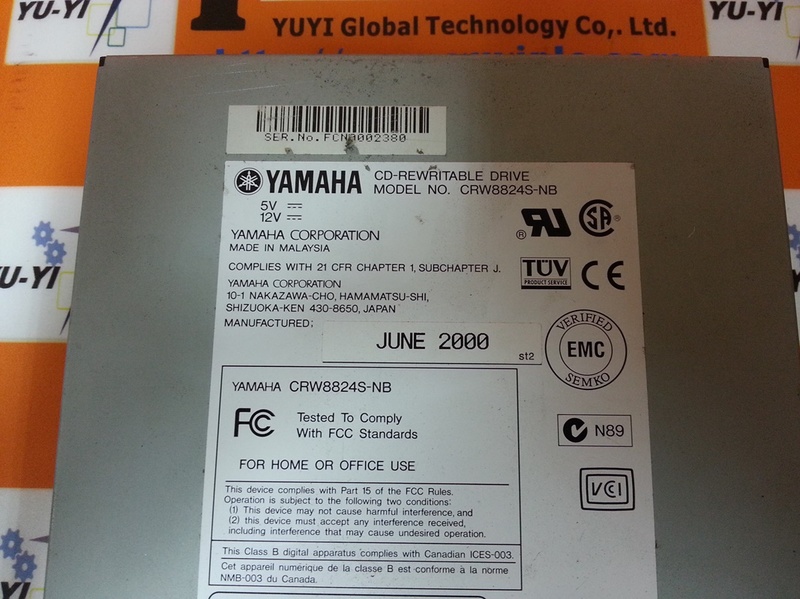 YU-YI
YUYI Global Technology Co,. Ltd.
YU-YI
SER.No. FCN0002380
YAMAHA
CD-REWRITABLE DRIVE
MODEL NO. CRW8824S-NB
5V
12V
YAMAHA CORPORATION
MADE IN MALAYSIA
COMPLIES WITH 21 CFR CHAPTER 1, SUBCHAPTER J.
YAMAHA CORPORATION
10-1 NAKAZAWA-CHO, HAMAMATSU-SHI,
SHIZUOKA-KEN 430-8650, JAPAN
MANUFACTURED;
JUNE 2000
st2
®
SA
®
TÜV
PRODUCT SERVICE
CE
VERIFIED
EMC
SEMKO
N89
VCI
YAMAHA CRW8824S-NB
FC
Tested To Comply
With FCC Standards
FOR HOME OR OFFICE USE
This device complies with Part 15 of the FCC Rules.
Operation is subject to the following two conditions:
(1) This device may not cause harmful interference, and
(2) this device must accept any interference received,
including interference that may cause undesired operation.
This Class B digital apparatus complies with Canadian ICES-003.
Cet appareil numérique de la classe B est conforme à la norme
NMB-003 du Canada.
YU-YI
YU-YI
YU-YI